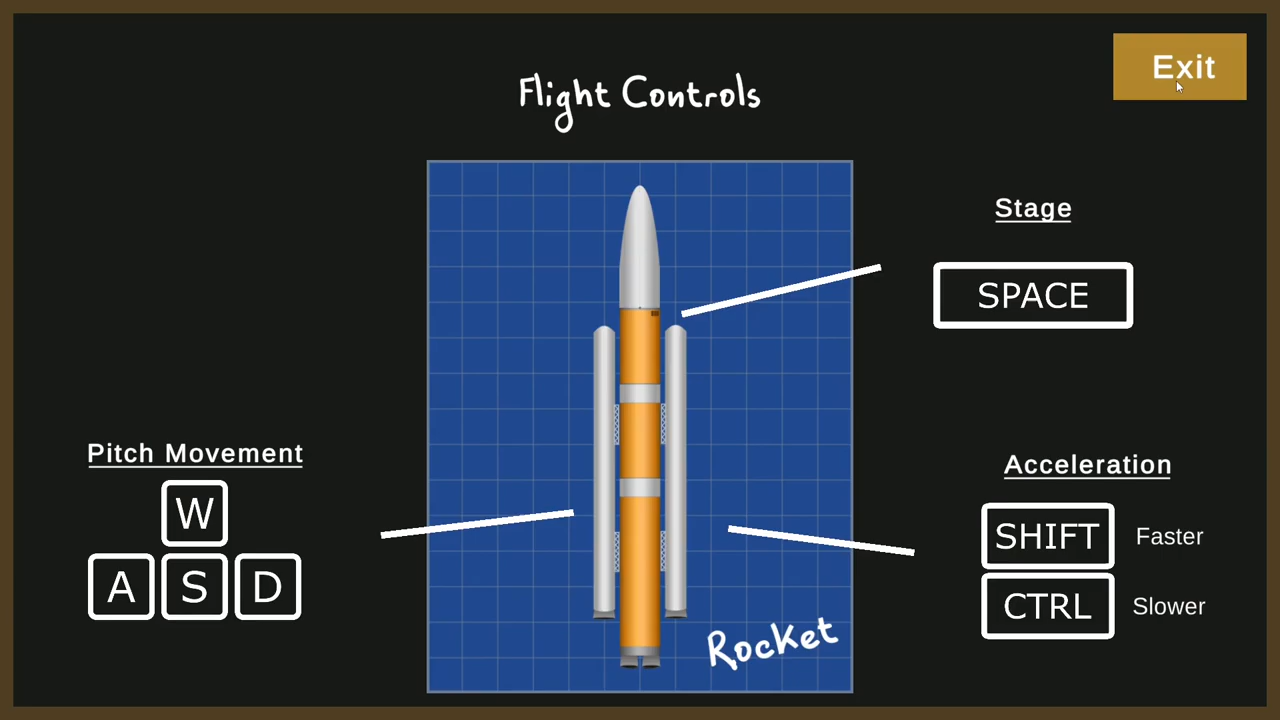 Exit
Flight Controls
Stage
SPACE
Pitch Movement
W
A S D
Acceleration
SHIFT Faster
CTRL Slower
Rocket